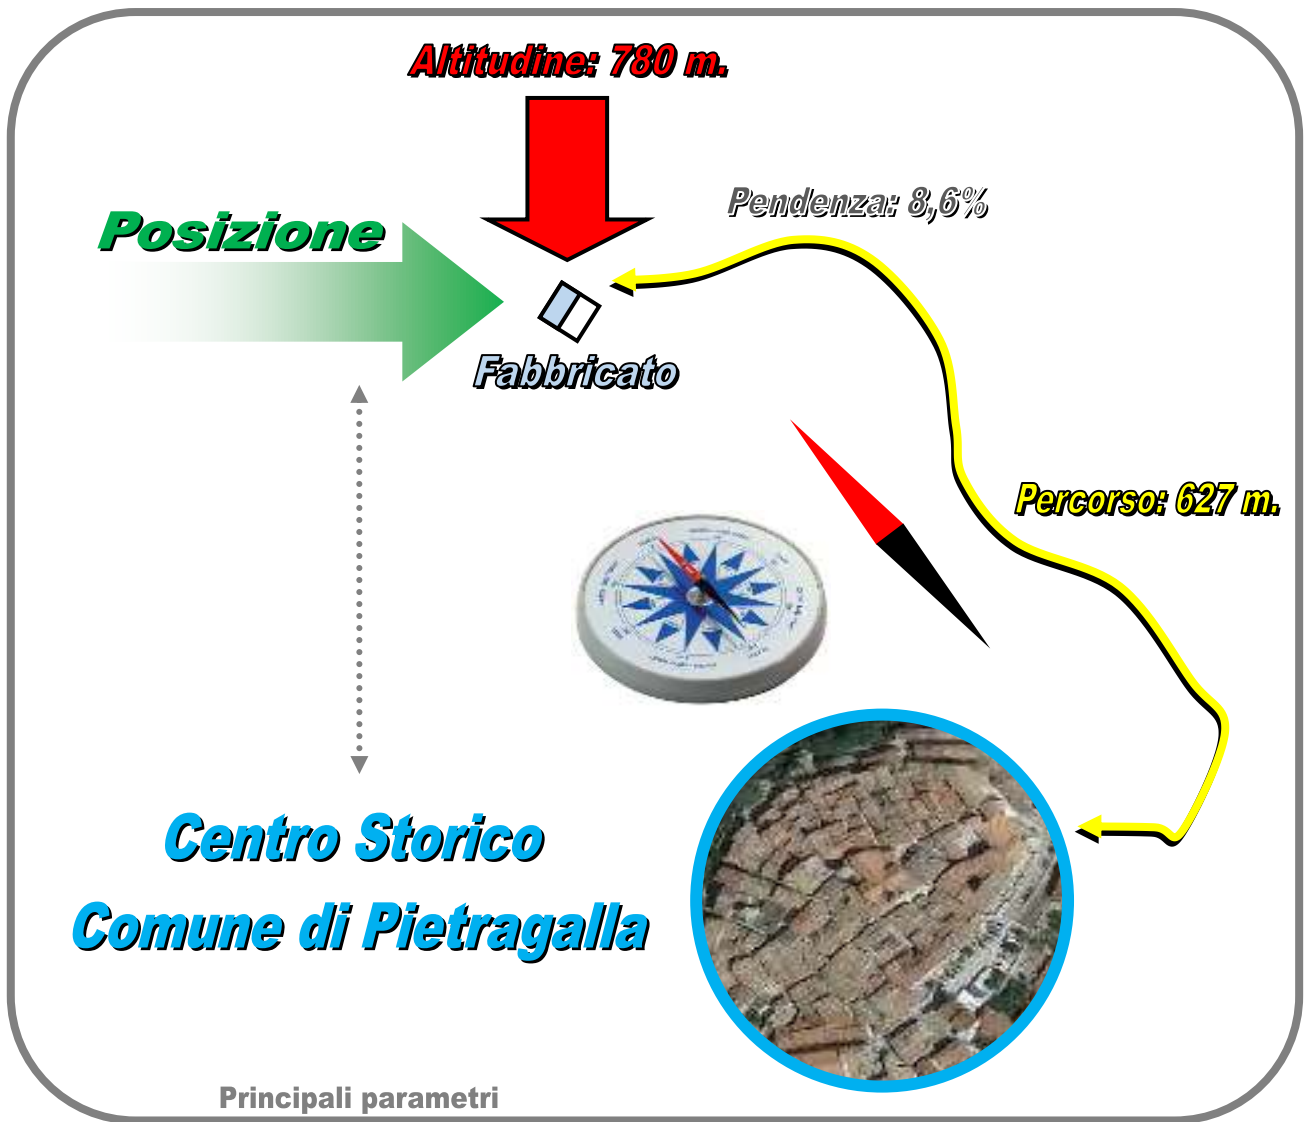 Altitudine: 780 m.
Pendenza: 8,6%
Posizione
Fabbricato
Percorso: 627 m.
Centro Storico
Comune di Pietragalla
Principali parametri